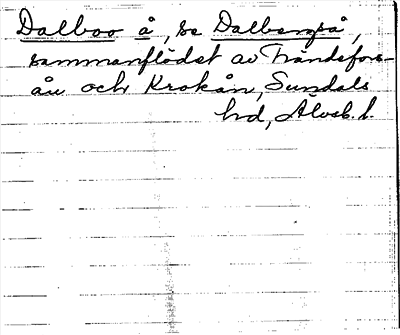 Dalboo å, se Dalbergså,
sammanflödet av Frändefors-
ån och Krokån, Sundals
hd, Älvsb. l.